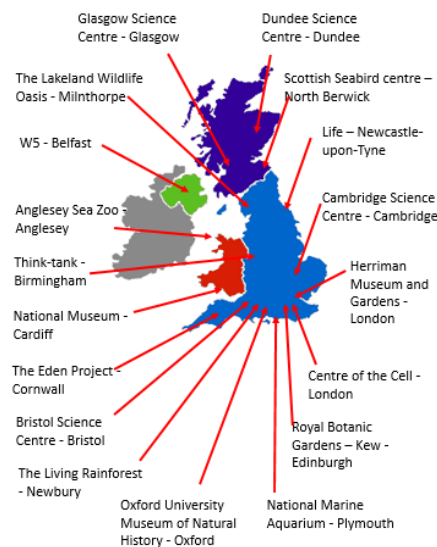 Glasgow Science
Centre - Glasgow
Dundee Science
Centre - Dundee
The Lakeland Wildlife
Oasis - Milnthorpe
Scottish Seabird centre –
North Berwick
W5 - Belfast
Life – Newcastle-
upon-Tyne
Anglesey Sea Zoo -
Anglesey
Cambridge Science
Centre - Cambridge
Think-tank -
Birmingham
Herriman
Museum and
Gardens -
London
National Museum -
Cardiff
The Eden Project -
Cornwall
Centre of the Cell -
London
Bristol Science
Centre - Bristol
Royal Botanic
Gardens – Kew -
Edinburgh
The Living Rainforest
- Newbury
Oxford University
Museum of Natural
History - Oxford
National Marine
Aquarium - Plymouth